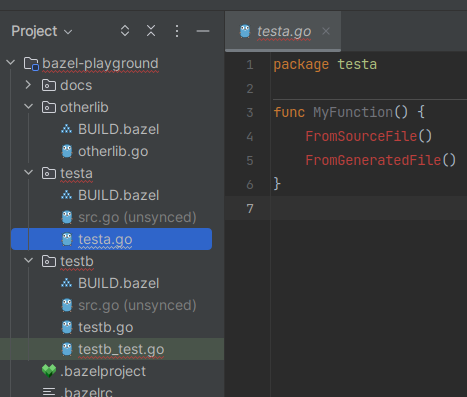 Project
testa.go
bazel-playground
docs
otherlib
BUILD.bazel
otherlib.go
testa
BUILD.bazel
src.go (unsynced)
testa.go
testb
BUILD.bazel
src.go (unsynced)
testb.go
testb_test.go
.bazelproject
.bazelrc
1 package testa
2
3 func MyFunction() {
4 FromSourceFile()
5 FromGeneratedFile()
6 }
7